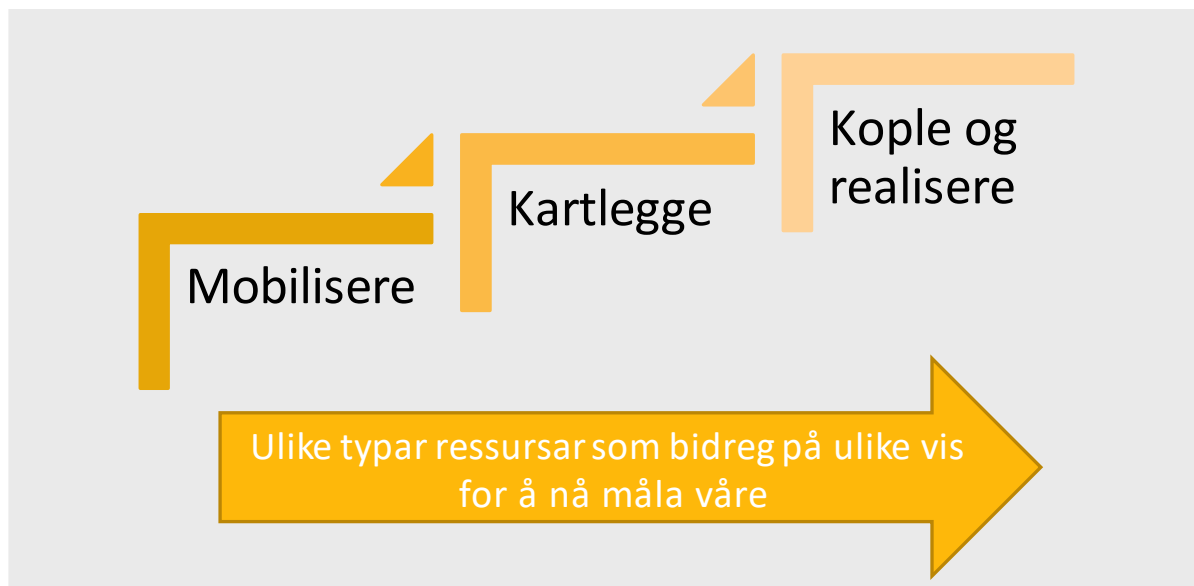 Mobilisere
Kartlegge
Kople og
realisere
Ulike typar ressursar som bidreg på ulike vis
for å nå måla våre